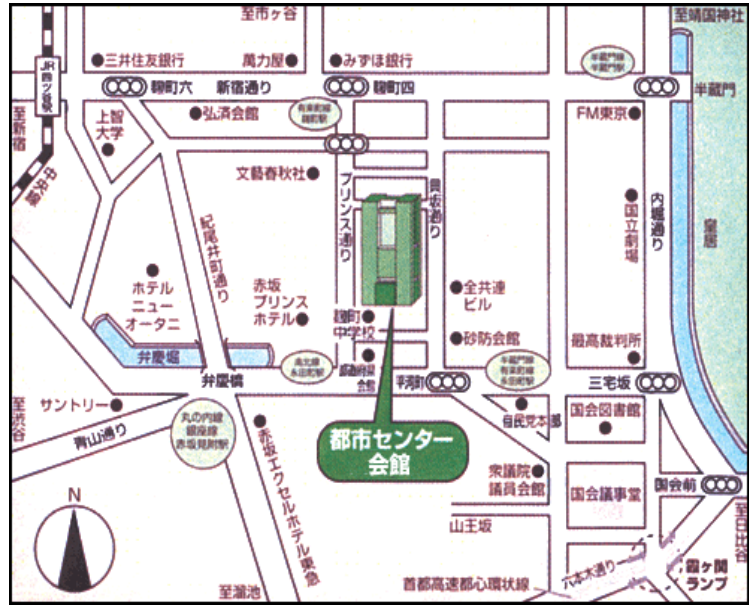 至市ヶ谷
至靖国神社
三井住友銀行
萬力屋
みずほ銀行
半蔵門線
半蔵門駅
JR四ツ谷駅
麹町六
新宿通り
麹町四
半蔵門
至新宿
上智
大学
弘済会館
有楽町線
麹町駅
FM東京
中央線
文藝春秋社
プリンス通り
貝坂通り
国立劇場
内堀通り
皇居
紀尾井町通り
ホテル
ニュー
オータニ
赤坂
プリンス
ホテル
麹町
中学校
全共連
ビル
砂防会館
最高裁判所
弁慶堀
南北線
永田町駅
都道府県
会館
平河町
半蔵門線
有楽町線
永田町駅
三宅坂
弁慶橋
至渋谷
サントリー
青山通り
丸の内線
銀座線
赤坂見附駅
赤坂エクセルホテル東急
都市センター
会館
自民党本部
国会図書館
衆議院
議員会館
国会議事堂
国会前
至日比谷
山王坂
N
六本木通り
霞ヶ関
ランプ
至溜池
首都高速都心環状線